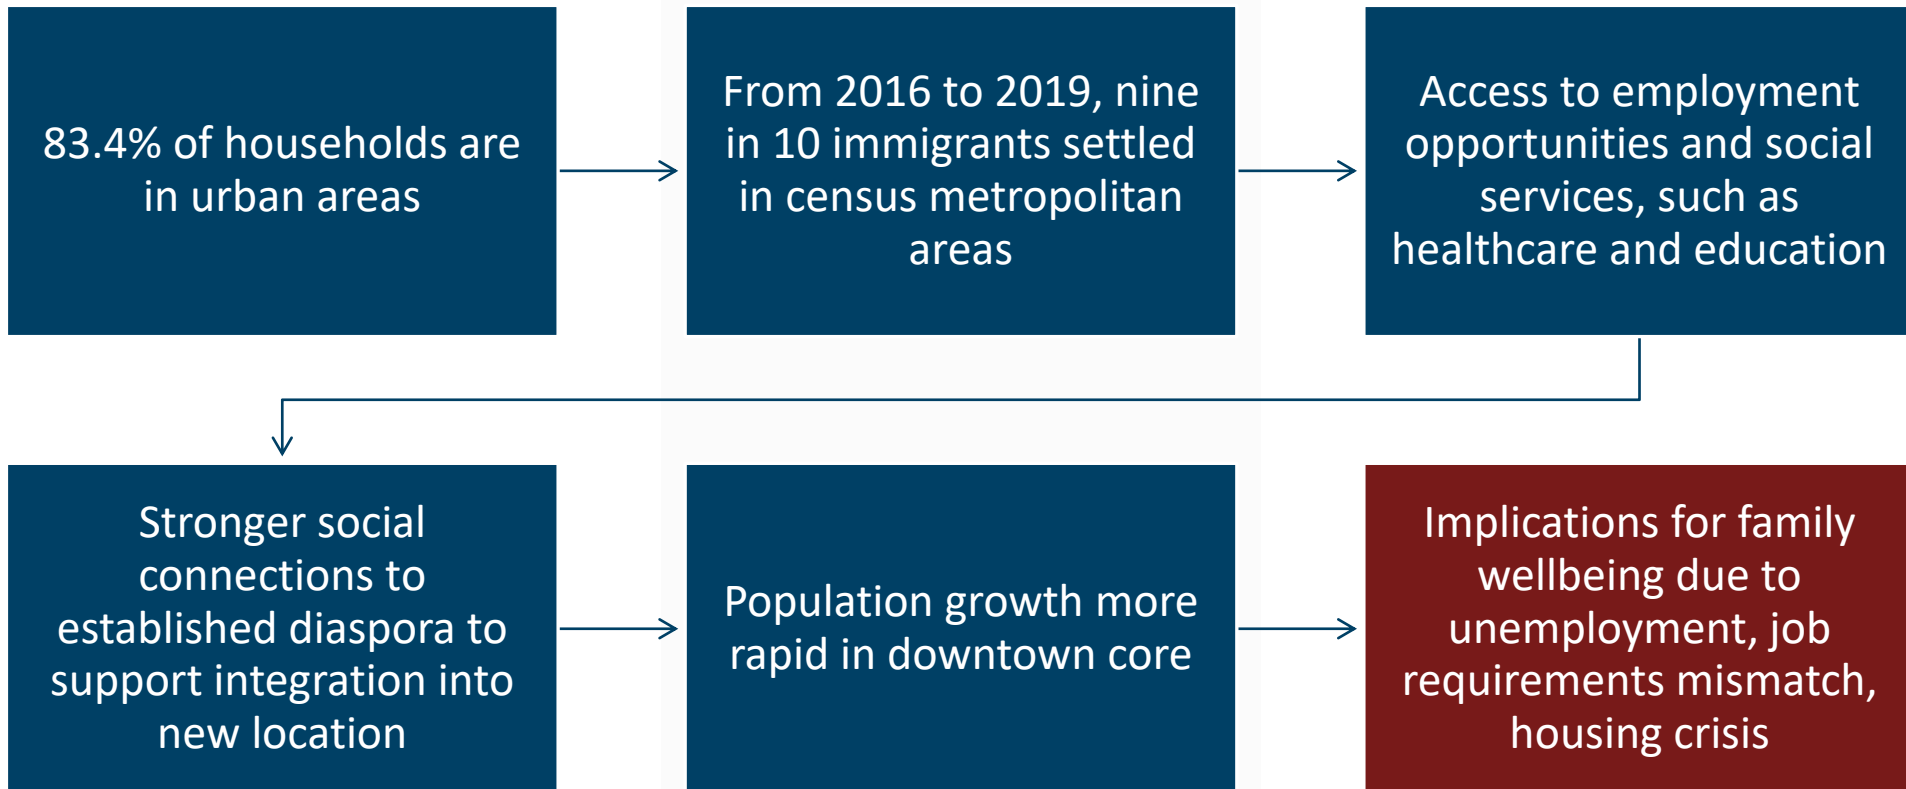 83.4% of households are
in urban areas
From 2016 to 2019, nine
in 10 immigrants settled
in census metropolitan
areas
Access to employment
opportunities and social
services, such as
healthcare and education
Stronger social
connections to
established diaspora to
support integration into
new location
Population growth more
rapid in downtown core
Implications for family
wellbeing due to
unemployment, job
requirements mismatch,
housing crisis